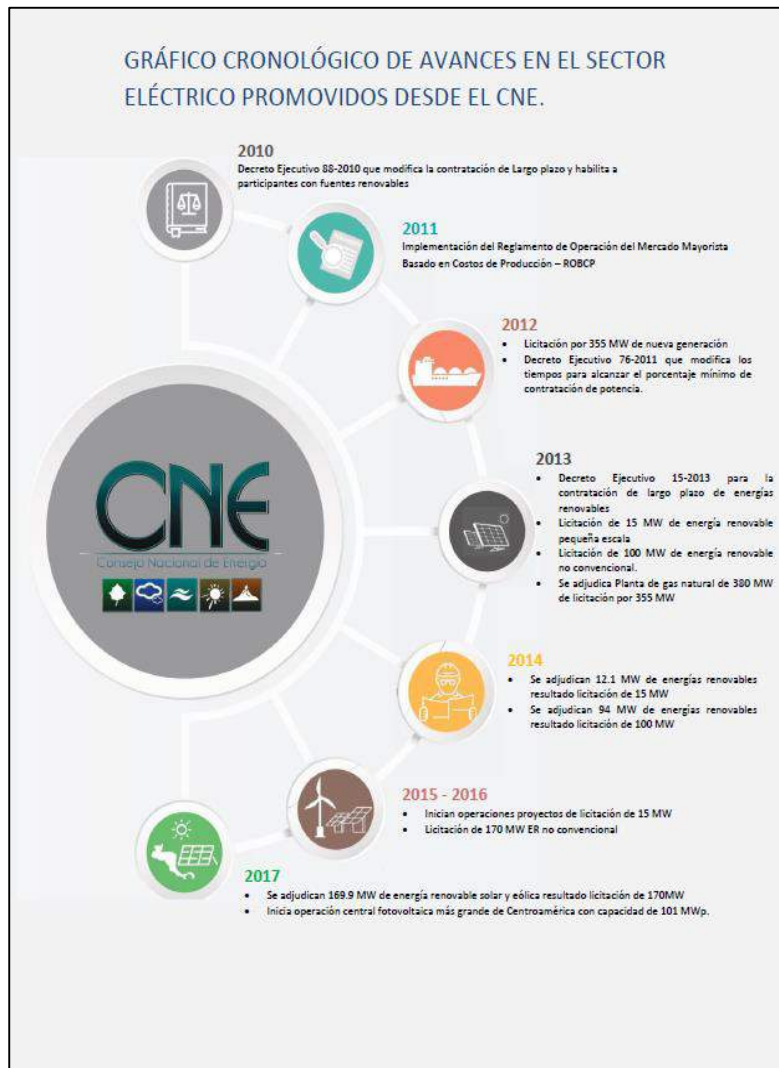 GRÁFICO CRONOLÓGICO DE AVANCES EN EL SECTOR
ELÉCTRICO PROMOVIDOS DESDE EL CNE.
2010
Decreto Ejecutivo 88-2010 que modifica la contratación de Largo plazo y habilita a
participantes con fuentes renovables
2011
Implementación del Reglamento de Operación del Mercado Mayorista
Basado en Costos de Producción – ROBCP
2012
• Licitación por 355 MW de nueva generación
• Decreto Ejecutivo 76-2011 que modifica los
tiempos para alcanzar el porcentaje mínimo de
contratación de potencia.
2013
• Decreto Ejecutivo 15-2013 para la
contratación de largo plazo de energías
renovables
• Licitación de 15 MW de energía renovable
pequeña escala
• Licitación de 100 MW de energía renovable
no convencional.
• Se adjudica Planta de gas natural de 380 MW
de licitación por 355 MW
CNE
Consejo Nacional de Energía
2014
• Se adjudican 12.1 MW de energías renovables
resultado licitación de 15 MW
• Se adjudican 94 MW de energías renovables
resultado licitación de 100 MW
2015 - 2016
• Inician operaciones proyectos de licitación de 15 MW
• Licitación de 170 MW ER no convencional
2017
• Se adjudican 169.9 MW de energía renovable solar y eólica resultado licitación de 170MW
• Inicia operación central fotovoltaica más grande de Centroamérica con capacidad de 101 MWp.